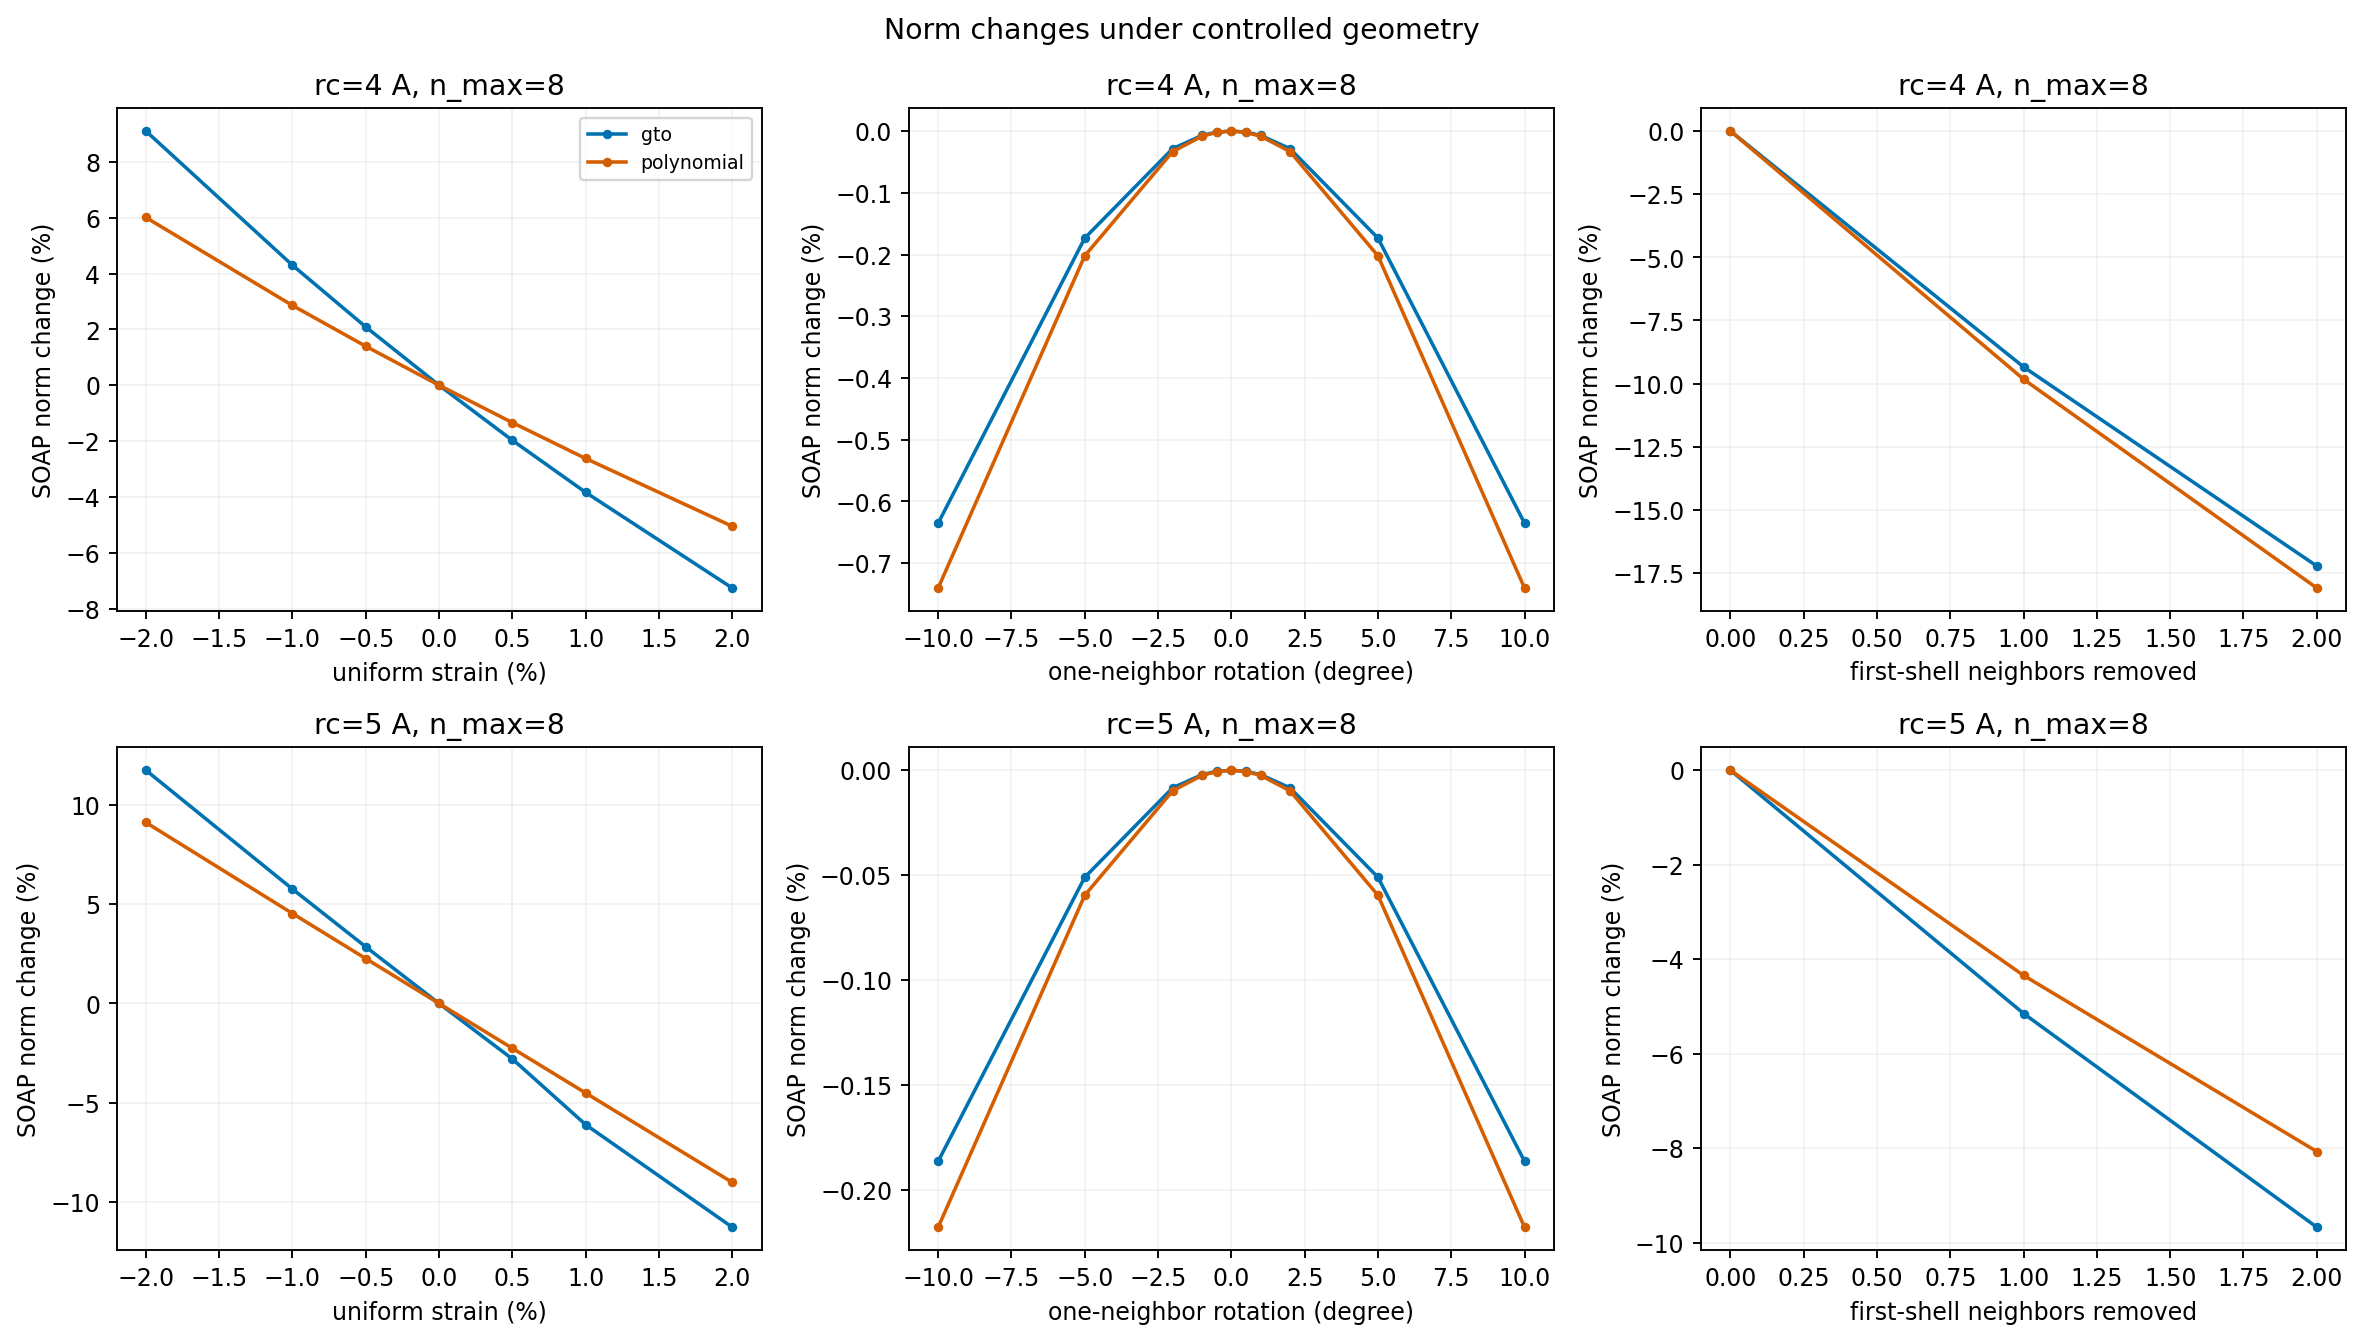 Norm changes under controlled geometry
rc=4 A, n_max=8
SOAP norm change (%)
8
6
4
2
0
−2
−4
−6
−8
gto
polynomial
−2.0 −1.5 −1.0 −0.5 0.0 0.5 1.0 1.5 2.0
uniform strain (%)
rc=4 A, n_max=8
SOAP norm change (%)
0.0
−0.1
−0.2
−0.3
−0.4
−0.5
−0.6
−0.7
−10.0 −7.5 −5.0 −2.5 0.0 2.5 5.0 7.5 10.0
one-neighbor rotation (degree)
rc=4 A, n_max=8
SOAP norm change (%)
0.0
−2.5
−5.0
−7.5
−10.0
−12.5
−15.0
−17.5
0.00 0.25 0.50 0.75 1.00 1.25 1.50 1.75 2.00
first-shell neighbors removed
rc=5 A, n_max=8
SOAP norm change (%)
10
5
0
−5
−10
−2.0 −1.5 −1.0 −0.5 0.0 0.5 1.0 1.5 2.0
uniform strain (%)
rc=5 A, n_max=8
SOAP norm change (%)
0.00
−0.05
−0.10
−0.15
−0.20
−10.0 −7.5 −5.0 −2.5 0.0 2.5 5.0 7.5 10.0
one-neighbor rotation (degree)
rc=5 A, n_max=8
SOAP norm change (%)
0
−2
−4
−6
−8
−10
0.00 0.25 0.50 0.75 1.00 1.25 1.50 1.75 2.00
first-shell neighbors removed